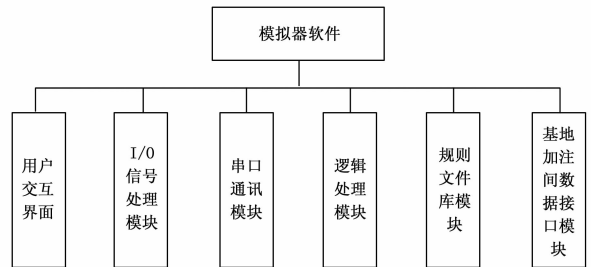 模拟器软件
用户
交互
界面
I/O
信号
处理
模块
串口
通讯
模块
逻辑
处理
模块
规则
文件
库模
块
基地
加注
间数
据接
口模
块